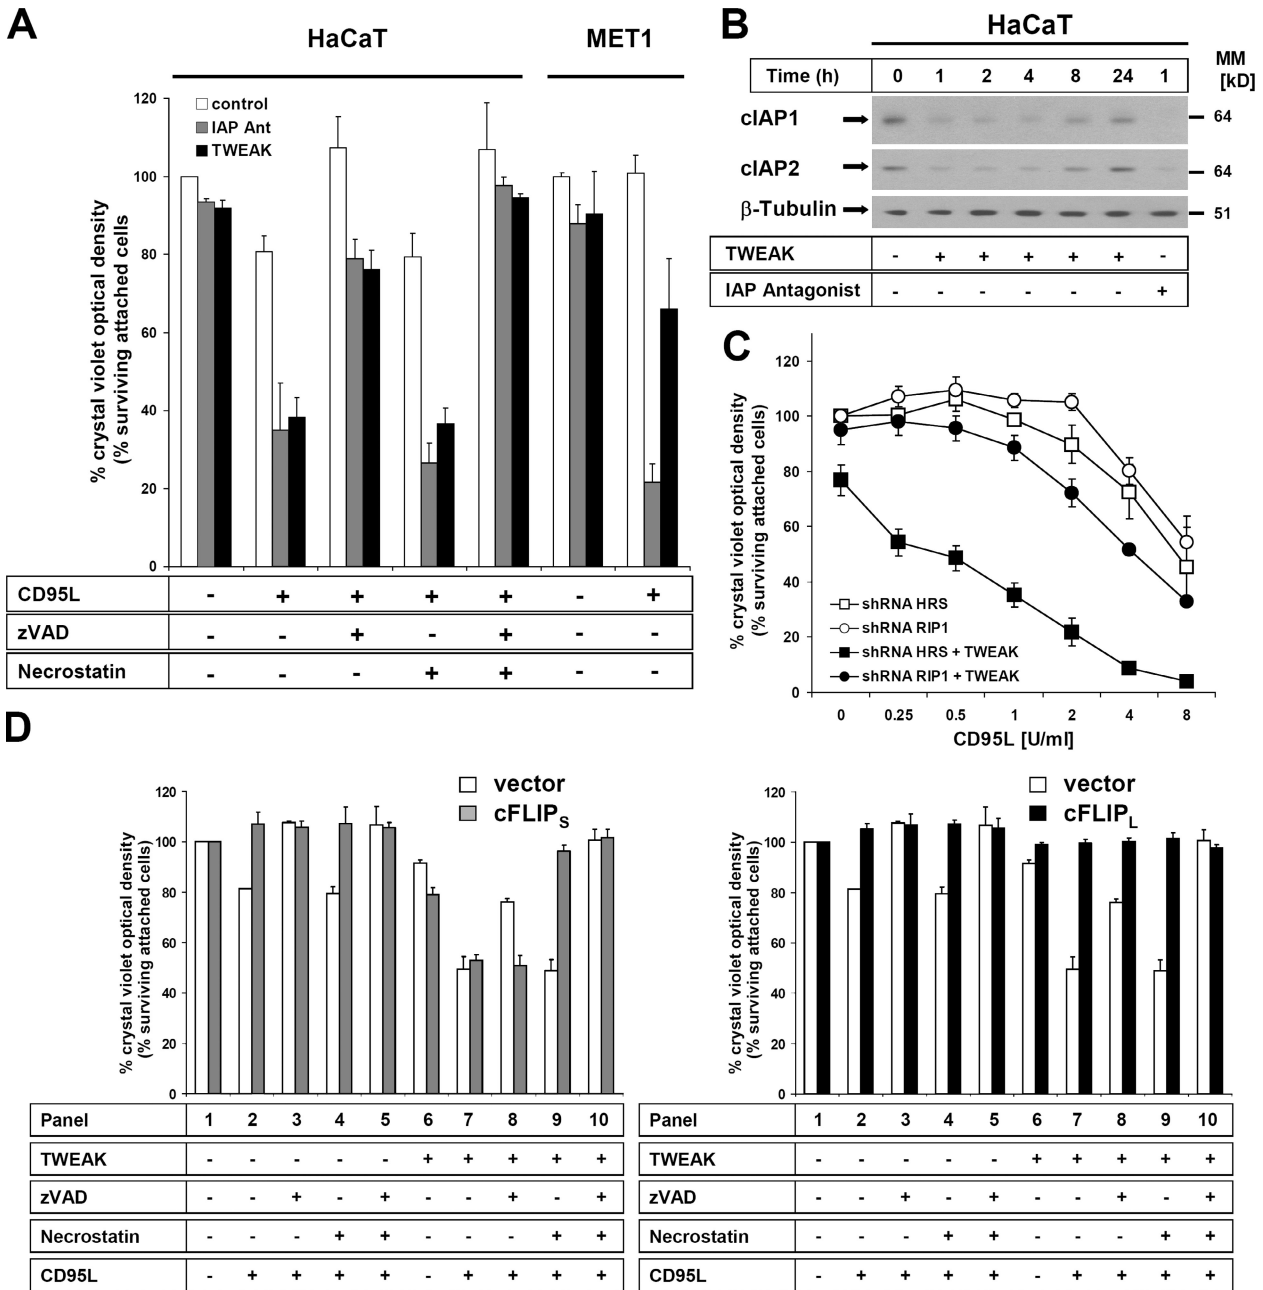 A
HaCaT
MET1
control
IAP Ant
TWEAK
% crystal violet optical density
(% surviving attached cells
120
100
80
60
40
20
0
CD95L - + + + + - +
zVAD - - + - + - -
Necrostatin - - - + + - -
B
HaCaT
MM
[kD]
Time (h) 0 1 2 4 8 24 1
cIAP1 64
cIAP2 64
β-Tubulin 51
TWEAK - + + + + + -
IAP Antagonist - - - - - - +
C
% crystal violet optical density
(% surviving attached cells)
120
100
80
60
40
20
0
shRNA HRS
shRNA RIP1
shRNA HRS + TWEAK
shRNA RIP1 + TWEAK
0 0.25 0.5 1 2 4 8
CD95L [U/ml]
D
vector
cFLIPS
% crystal violet optical density
(% surviving attached cells)
120
100
80
60
40
20
0
Panel 1 2 3 4 5 6 7 8 9 10
TWEAK - - - - - + + + + +
zVAD - - + - + - - + - +
Necrostatin - - - + + - - - + +
CD95L - + + + + - + + + +
vector
cFLIPL
% crystal violet optical density
(% surviving attached cells)
120
100
80
60
40
20
0
Panel 1 2 3 4 5 6 7 8 9 10
TWEAK - - - - - + + + + +
zVAD - - + - + - - + - +
Necrostatin - - - + + - - - + +
CD95L - + + + + - + + + +